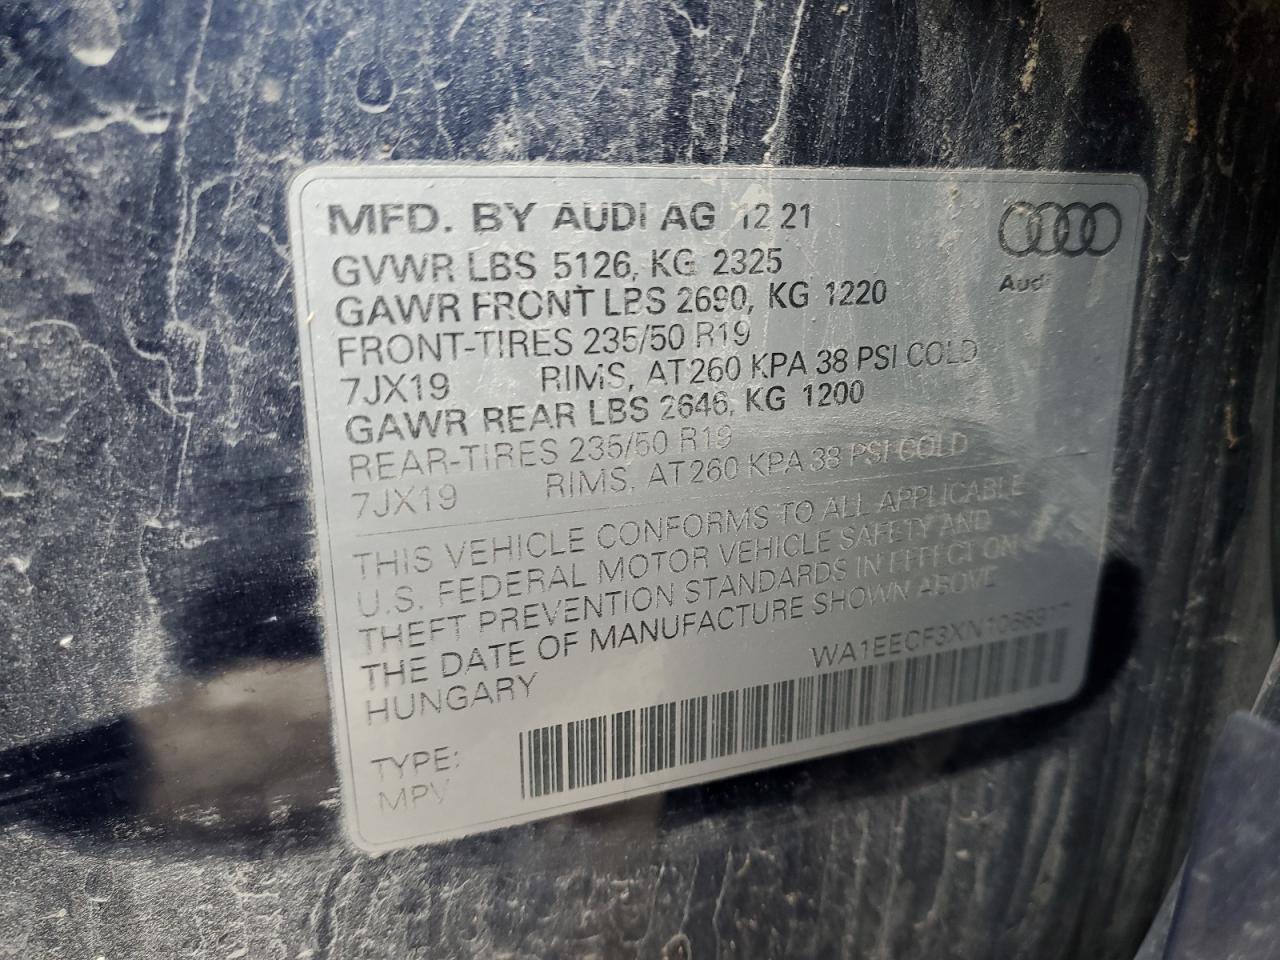 MFD. BY AUDI AG 12 21
GVWR LBS 5126, KG 2325
GAWR FRONT LBS 2690, KG 1220
FRONT-TIRES 235/50 R19
7JX19 RIMS, AT260 KPA 38 PSI COLD
GAWR REAR LBS 2646, KG 1200
REAR-TIRES 235/50 R19
7JX19 RIMS, AT260 KPA 38 PSI COLD
THIS VEHICLE CONFORMS TO ALL APPLICABLE
U.S. FEDERAL MOTOR VEHICLE SAFETY AND
THEFT PREVENTION STANDARDS IN EFFECT ON
THE DATE OF MANUFACTURE SHOWN ABOVE
HUNGARY
TYPE:
MPV
Audi